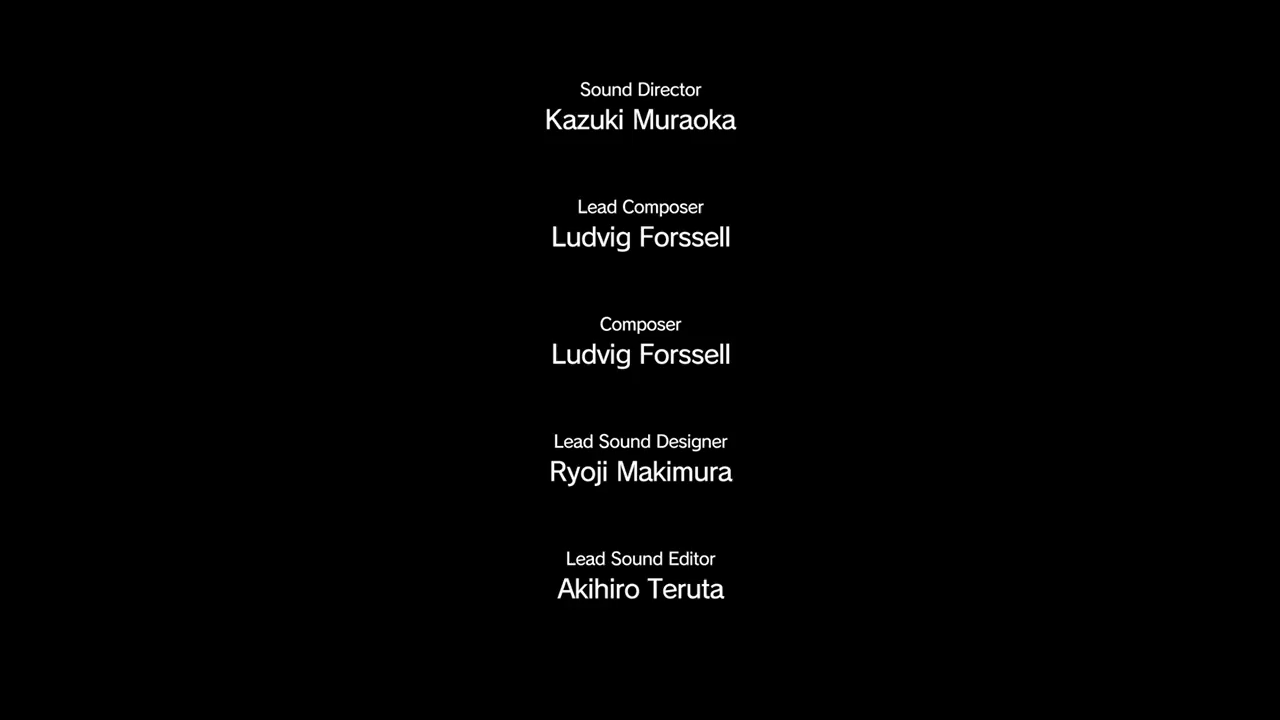 Sound Director
Kazuki Muraoka
Lead Composer
Ludvig Forssell
Composer
Ludvig Forssell
Lead Sound Designer
Ryoji Makimura
Lead Sound Editor
Akihiro Teruta